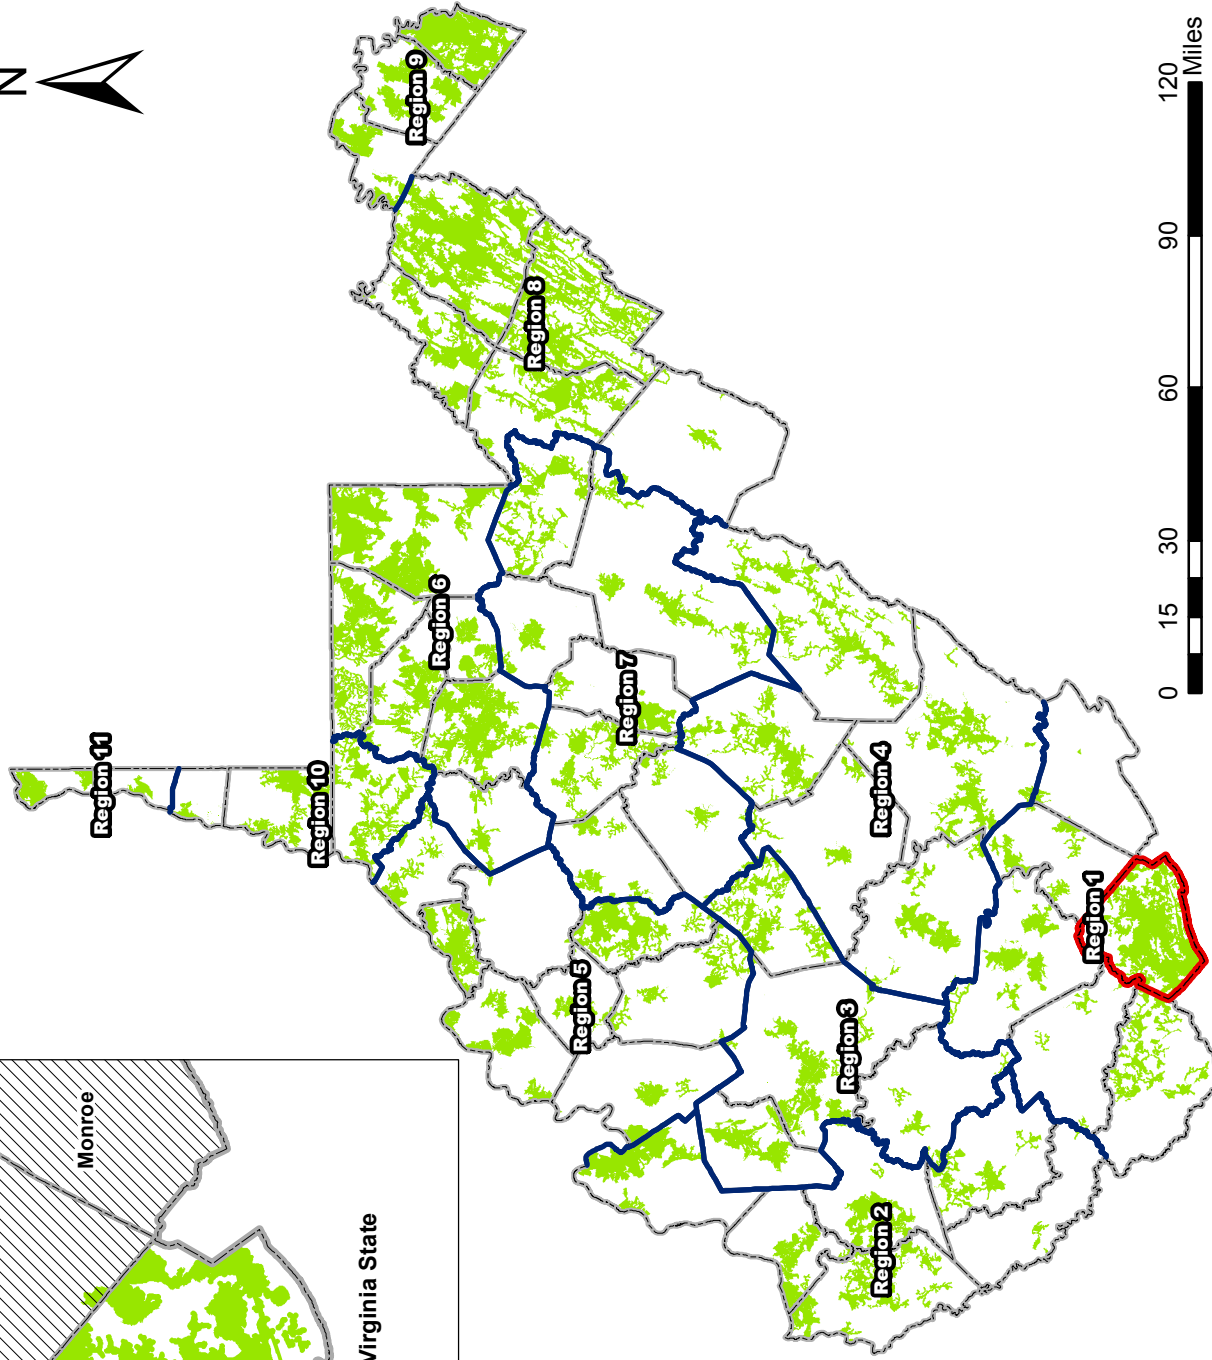 N
Region 11
Region 10
Region 9
Region 6
Region 8
Region 7
Region 5
Region 4
Region 3
Region 1
Region 2
Monroe
Virginia State
0
15
30
60
90
120
Miles